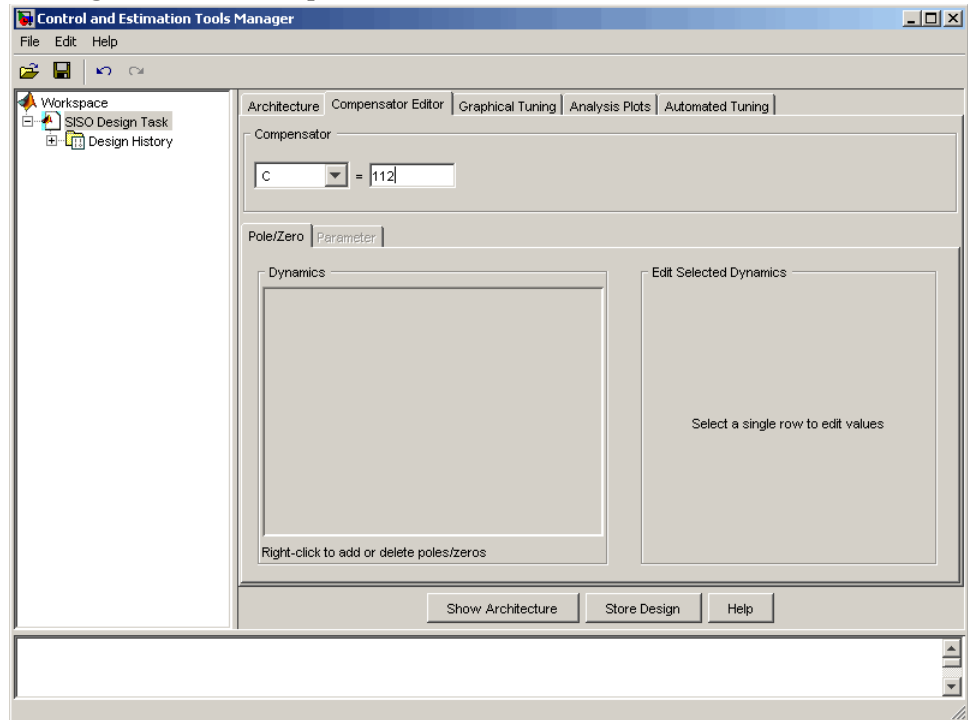 Control and Estimation Tools Manager
File Edit Help
Workspace
SISO Design Task
Design History
Architecture Compensator Editor Graphical Tuning Analysis Plots Automated Tuning
Compensator
C = 112
Pole/Zero Parameter
Dynamics
Edit Selected Dynamics
Select a single row to edit values
Right-click to add or delete poles/zeros
Show Architecture Store Design Help